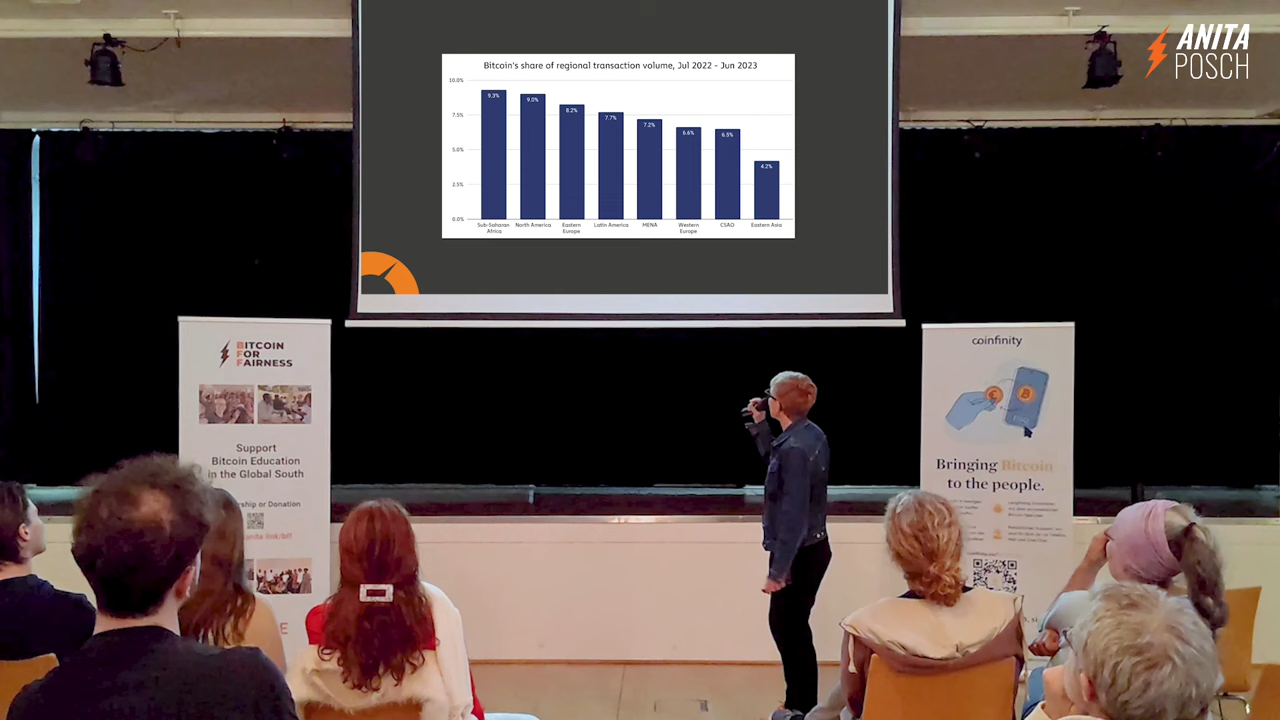 ANITA
POSCH
Bitcoin's share of regional transaction volume, Jul 2022 - Jun 2023
10.0%
7.5%
5.0%
2.5%
0.0%
9.3%
9.0%
8.2%
7.7%
7.2%
6.6%
6.5%
4.2%
Sub-Saharan
Africa
North America
Eastern
Europe
Latin America
MENA
Western
Europe
CSAO
Eastern Asia
BITCOIN
FOR
FAIRNESS
Support
Bitcoin Education
in the Global South
or Donation
coinfinity
Bringing Bitcoin
to the people.